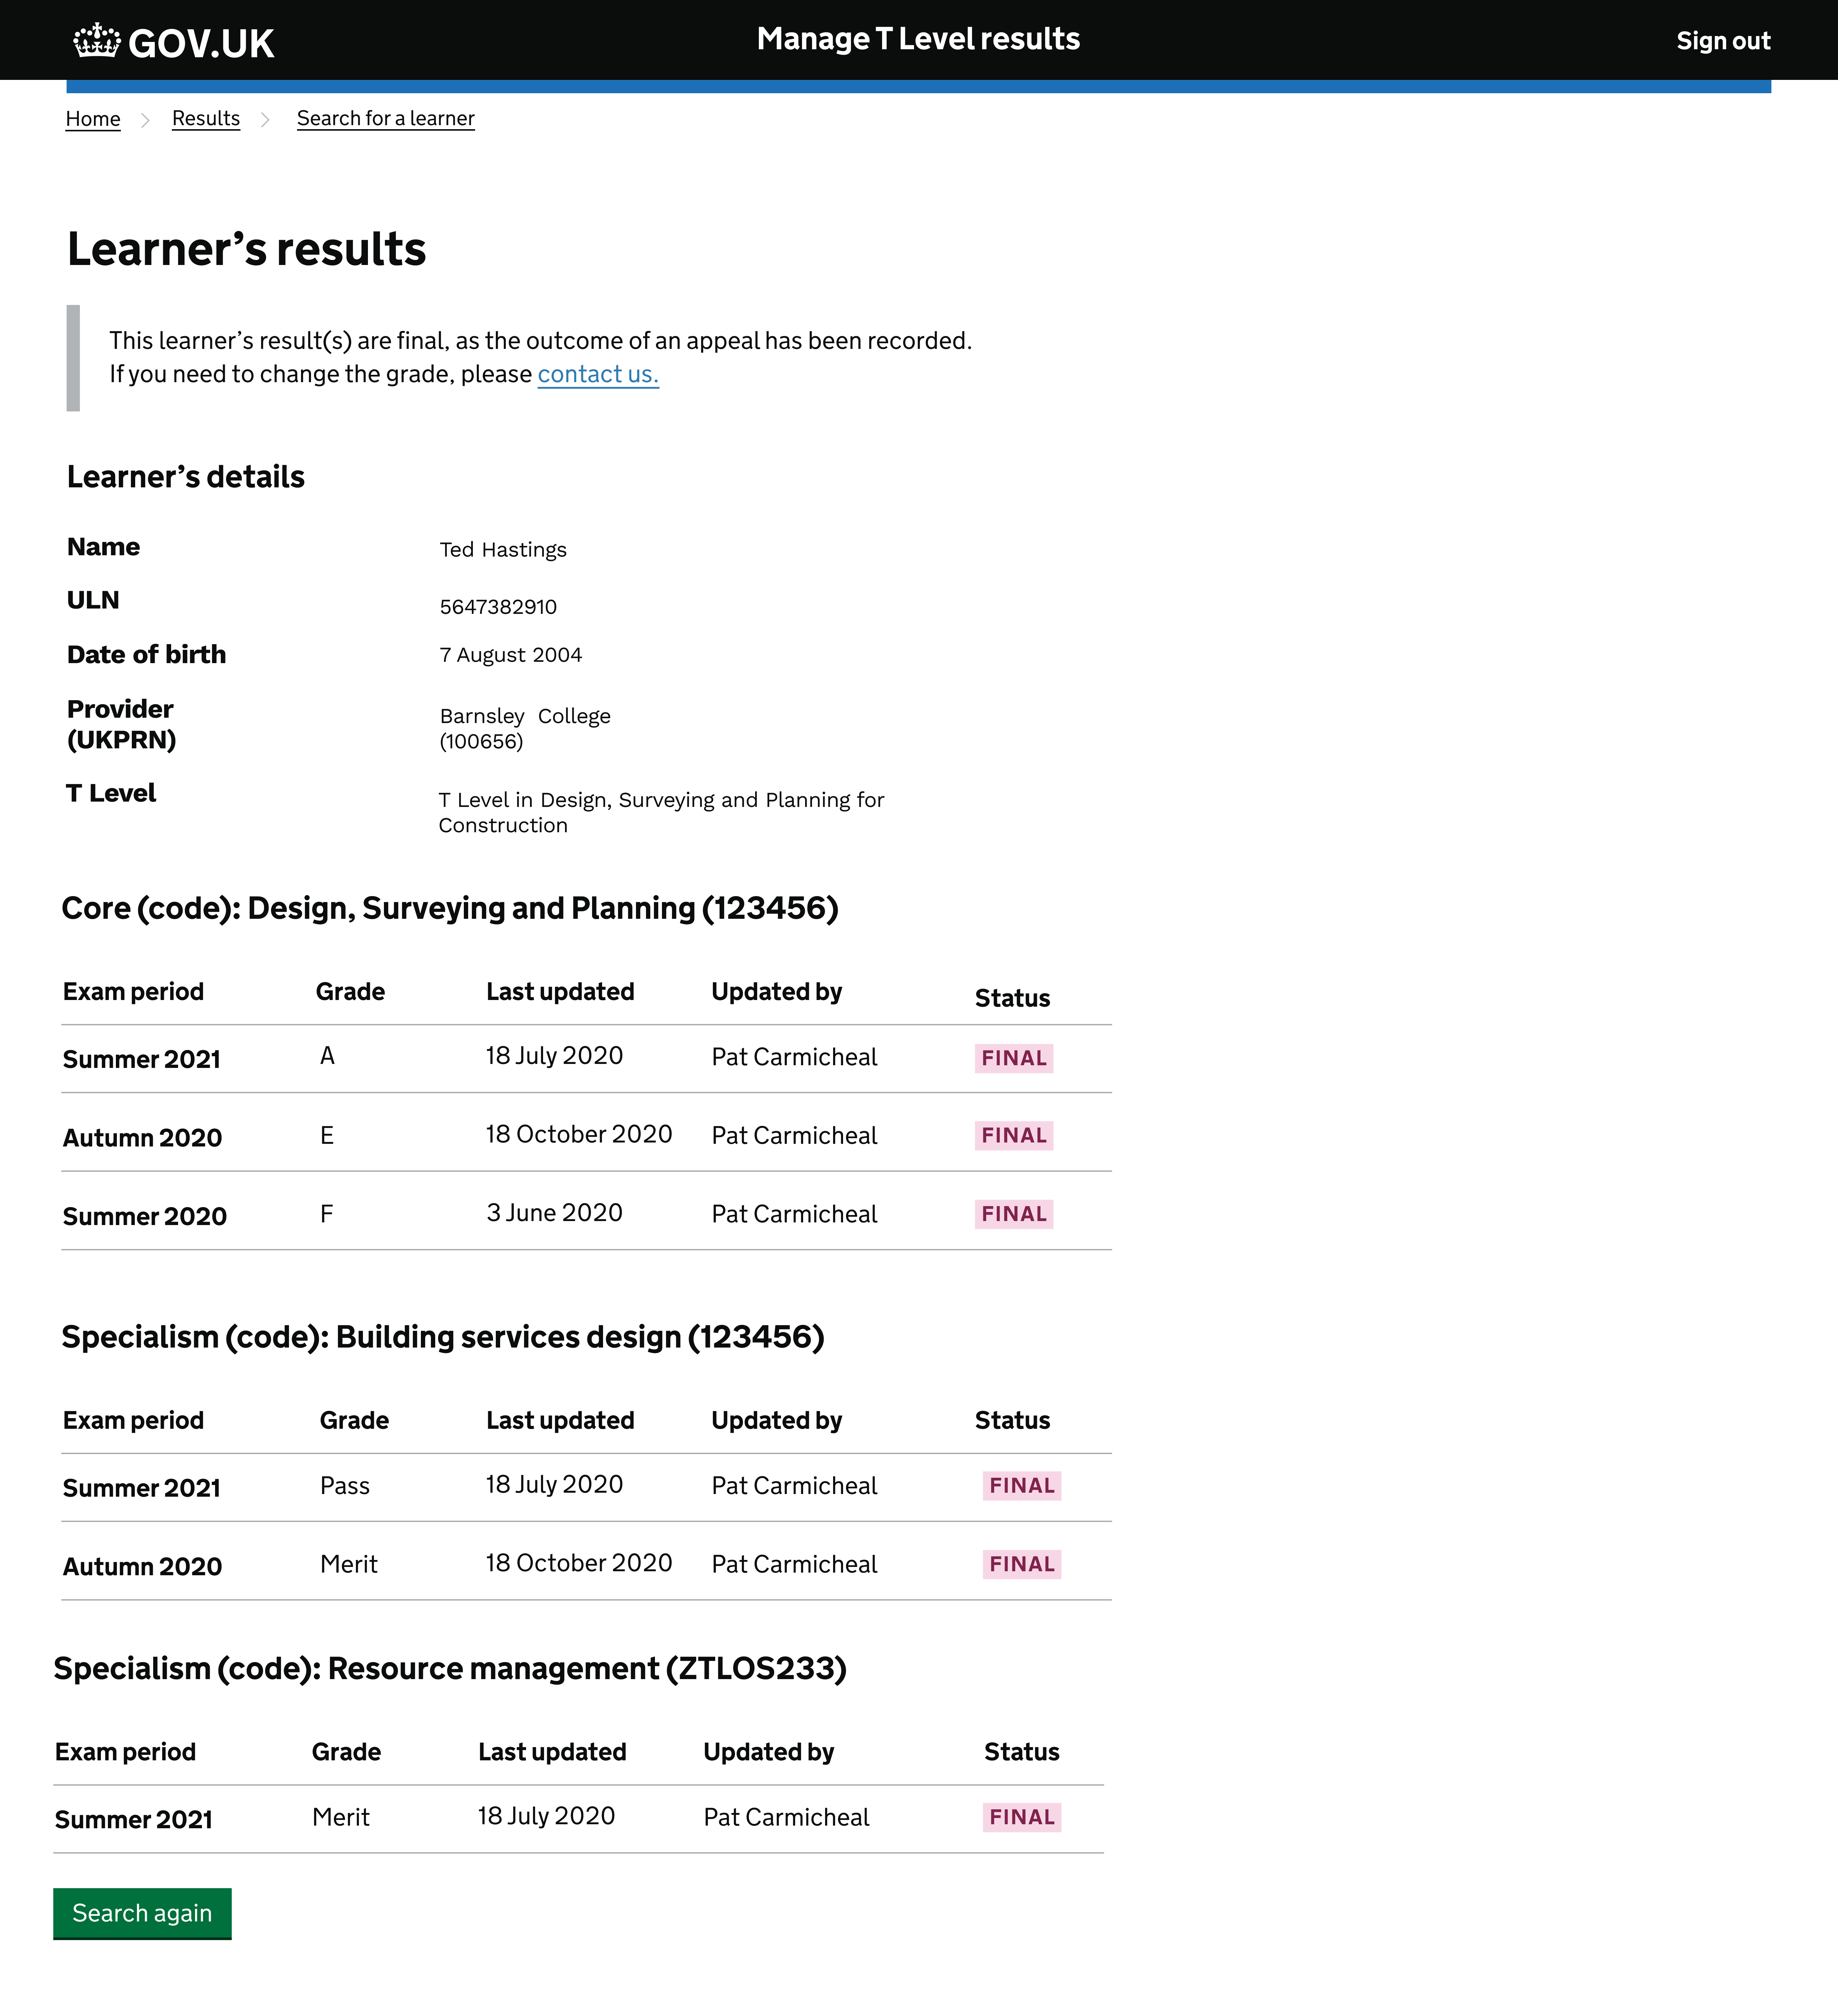 GOV.UK Manage T Level results Sign out
Home Results Search for a learner
Learner’s results
This learner’s result(s) are final, as the outcome of an appeal has been recorded.
If you need to change the grade, please contact us.
Learner’s details
Name Ted Hastings
ULN 5647382910
Date of birth 7 August 2004
Provider Barnsley College
(UKPRN) (100656)
T Level T Level in Design, Surveying and Planning for
Construction
Core (code): Design, Surveying and Planning (123456)
Exam period Grade Last updated Updated by Status
Summer 2021 A 18 July 2020 Pat Carmicheal FINAL
Autumn 2020 E 18 October 2020 Pat Carmicheal FINAL
Summer 2020 F 3 June 2020 Pat Carmicheal FINAL
Specialism (code): Building services design (123456)
Exam period Grade Last updated Updated by Status
Summer 2021 Pass 18 July 2020 Pat Carmicheal FINAL
Autumn 2020 Merit 18 October 2020 Pat Carmicheal FINAL
Specialism (code): Resource management (ZTLOS233)
Exam period Grade Last updated Updated by Status
Summer 2021 Merit 18 July 2020 Pat Carmicheal FINAL
Search again